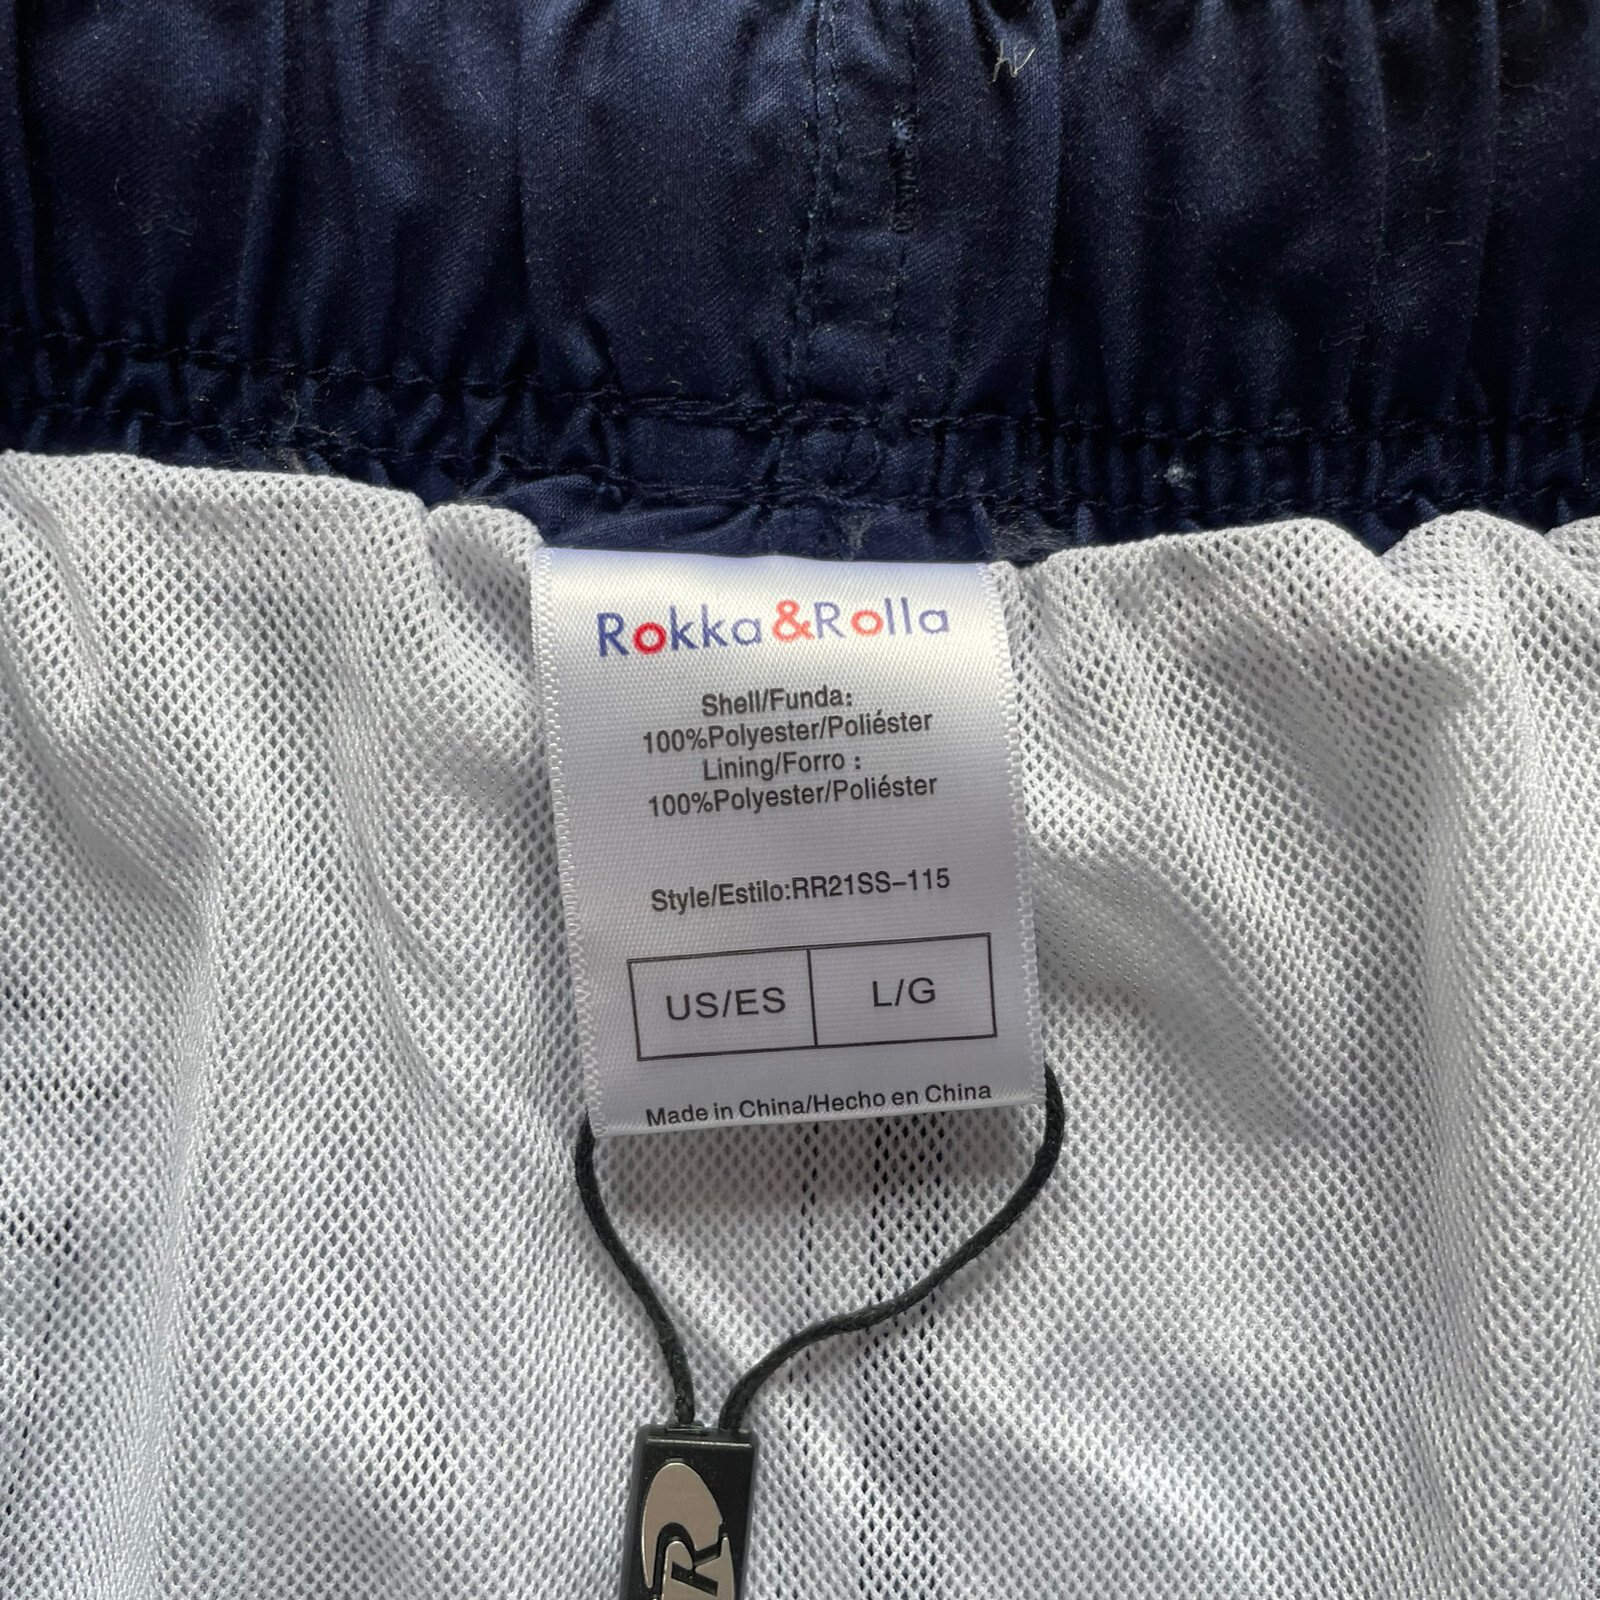 Rokka&Rolla
Shell/Funda:
100%Polyester/Poliéster
Lining/Forro :
100%Polyester/Poliéster
Style/Estilo:RR21SS-115
US/ES L/G
Made in China/Hecho en China
R